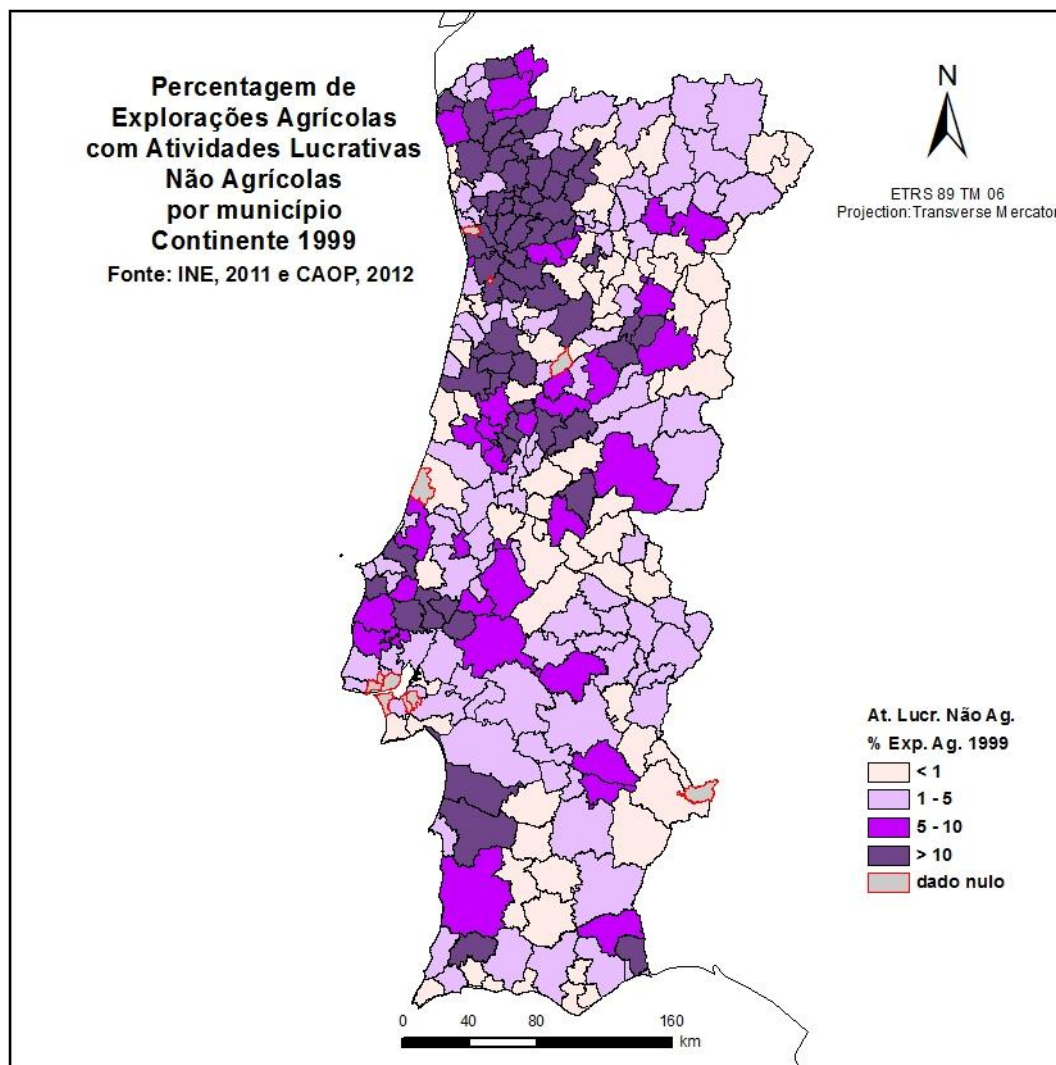 Percentagem de
Explorações Agrícolas
com Atividades Lucrativas
Não Agrícolas
por município
Continente 1999
Fonte: INE, 2011 e CAOP, 2012
N
ETRS 89 TM 06
Projection: Transverse Mercator
At. Lucr. Não Ag.
% Exp. Ag. 1999
< 1
1 - 5
5 - 10
> 10
dado nulo
0 40 80 160
km